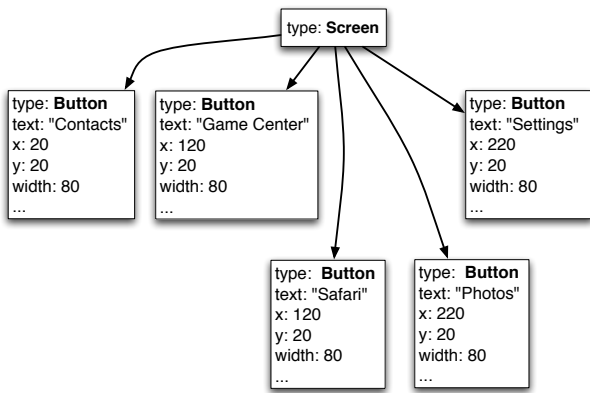 type: Screen
type: Button
text: "Contacts"
x: 20
y: 20
width: 80
...
type: Button
text: "Game Center"
x: 120
y: 20
width: 80
...
type: Button
text: "Settings"
x: 220
y: 20
width: 80
...
type: Button
text: "Safari"
x: 120
y: 20
width: 80
...
type: Button
text: "Photos"
x: 220
y: 20
width: 80
...